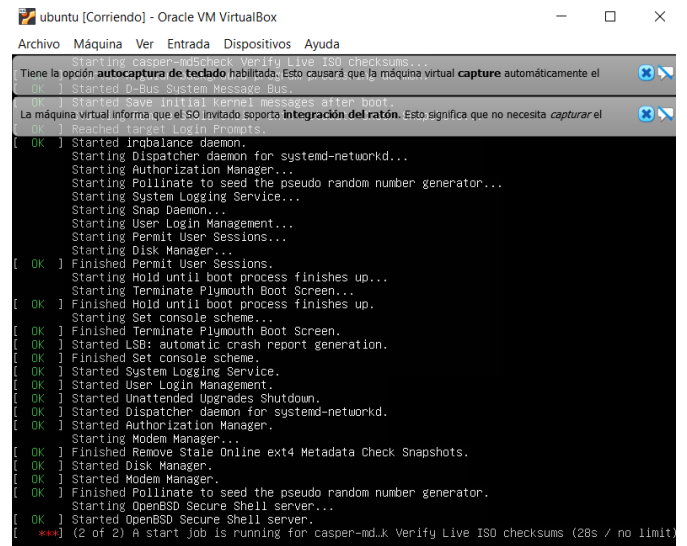 ubuntu [Corriendo] - Oracle VM VirtualBox
Archivo Máquina Ver Entrada Dispositivos Ayuda
Starting casper-md5check Verify Live ISO checksums...
Tiene la opción autocaptura de teclado habilitada. Esto causará que la máquina virtual capture automáticamente el
[ OK ] Started D-Bus System Message Bus.
[ OK ] Started Save initial kernel messages after boot.
La máquina virtual informa que el SO invitado soporta integración del ratón. Esto significa que no necesita capturar el
[ OK ] Reached target Login Prompts.
[ OK ] Started irqbalance daemon.
Starting Dispatcher daemon for systemd-networkd...
Starting Authorization Manager...
Starting Pollinate to seed the pseudo random number generator...
Starting System Logging Service...
Starting Snap Daemon...
Starting User Login Management...
Starting Permit User Sessions...
Starting Disk Manager...
[ OK ] Finished Permit User Sessions.
Starting Hold until boot process finishes up...
Starting Terminate Plymouth Boot Screen...
[ OK ] Finished Hold until boot process finishes up.
Starting Set console scheme...
[ OK ] Finished Terminate Plymouth Boot Screen.
[ OK ] Started LSB: automatic crash report generation.
[ OK ] Finished Set console scheme.
[ OK ] Started System Logging Service.
[ OK ] Started User Login Management.
[ OK ] Started Unattended Upgrades Shutdown.
[ OK ] Started Dispatcher daemon for systemd-networkd.
[ OK ] Started Authorization Manager.
Starting Modem Manager...
[ OK ] Finished Remove Stale Online ext4 Metadata Check Snapshots.
[ OK ] Started Disk Manager.
[ OK ] Started Modem Manager.
[ OK ] Finished Pollinate to seed the pseudo random number generator.
Starting OpenBSD Secure Shell server...
[ OK ] Started OpenBSD Secure Shell server.
[ ***] (2 of 2) A start job is running for casper-md…k Verify Live ISO checksums (28s / no limit)